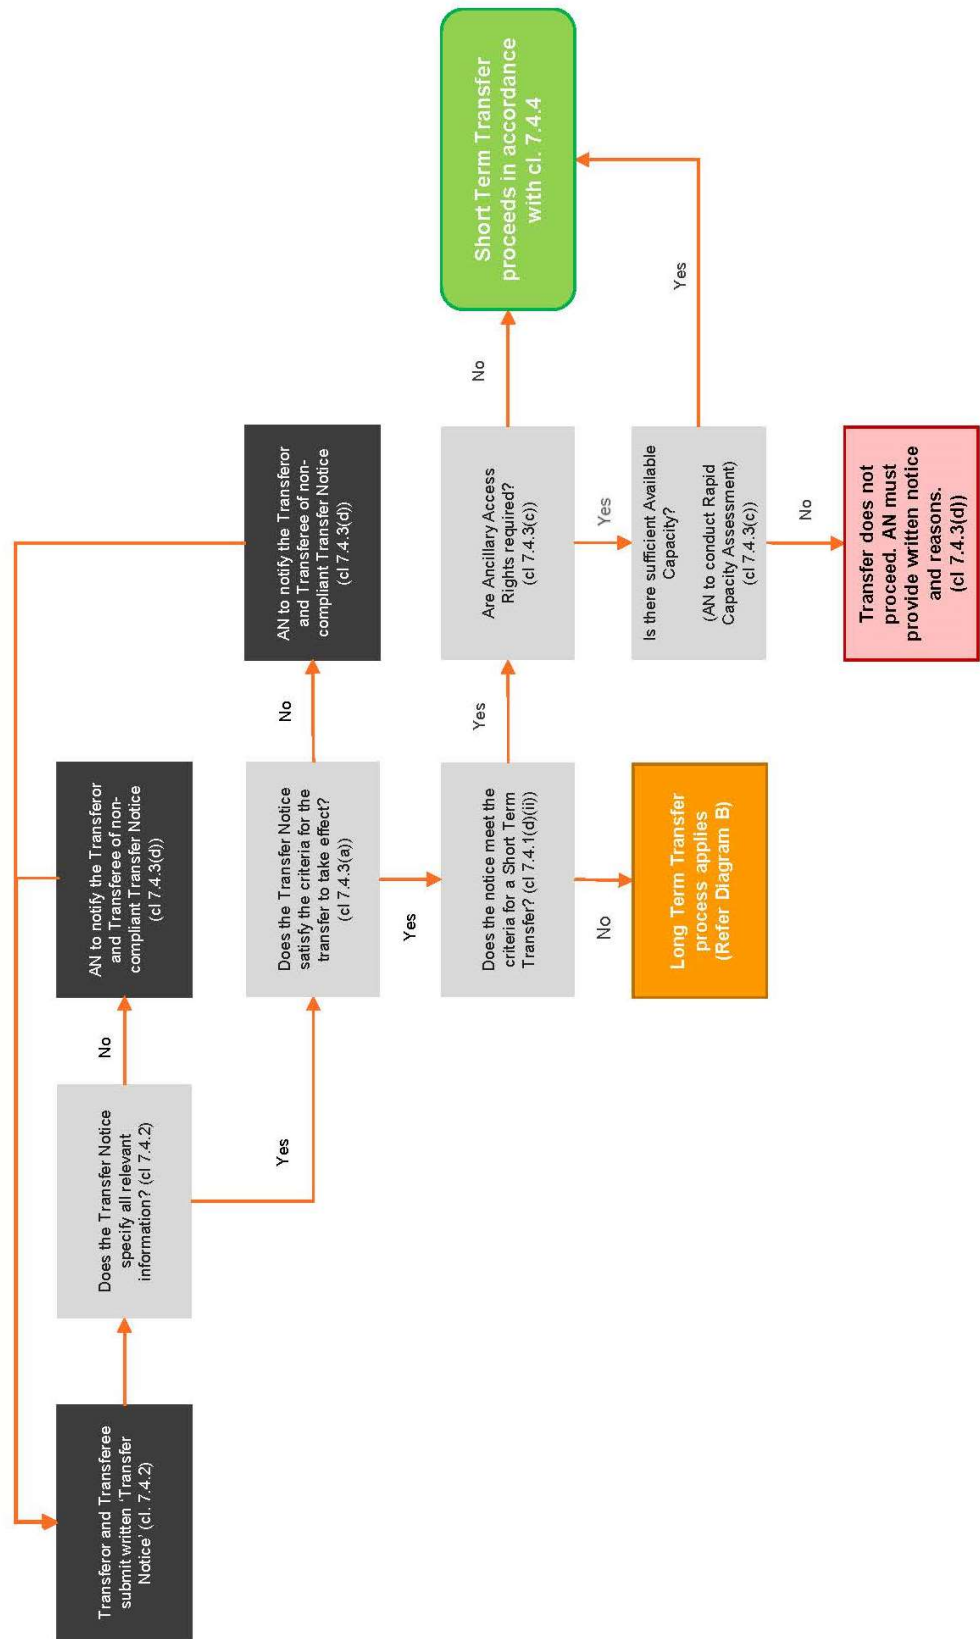 Transferor and Transferee
submit written ‘Transfer
Notice’ (cl. 7.4.2)
Does the Transfer Notice
specify all relevant
information? (cl 7.4.2)
No
AN to notify the Transferor
and Transferee of non-
compliant Transfer Notice
(cl 7.4.3(d))
Yes
Does the Transfer Notice
satisfy the criteria for the
transfer to take effect?
(cl 7.4.3(a))
No
AN to notify the Transferor
and Transferee of non-
compliant Transfer Notice
(cl 7.4.3(d))
Yes
Does the notice meet the
criteria for a Short Term
Transfer? (cl 7.4.1(d)(ii))
Yes
Are Ancillary Access
Rights required?
(cl 7.4.3(c))
No
Short Term Transfer
proceeds in accordance
with cl. 7.4.4
No
Long Term Transfer
process applies
(Refer Diagram B)
Yes
Is there sufficient Available
Capacity?
(AN to conduct Rapid
Capacity Assessment)
(cl 7.4.3(c))
Yes
No
Transfer does not
proceed. AN must
provide written notice
and reasons.
(cl 7.4.3(d))